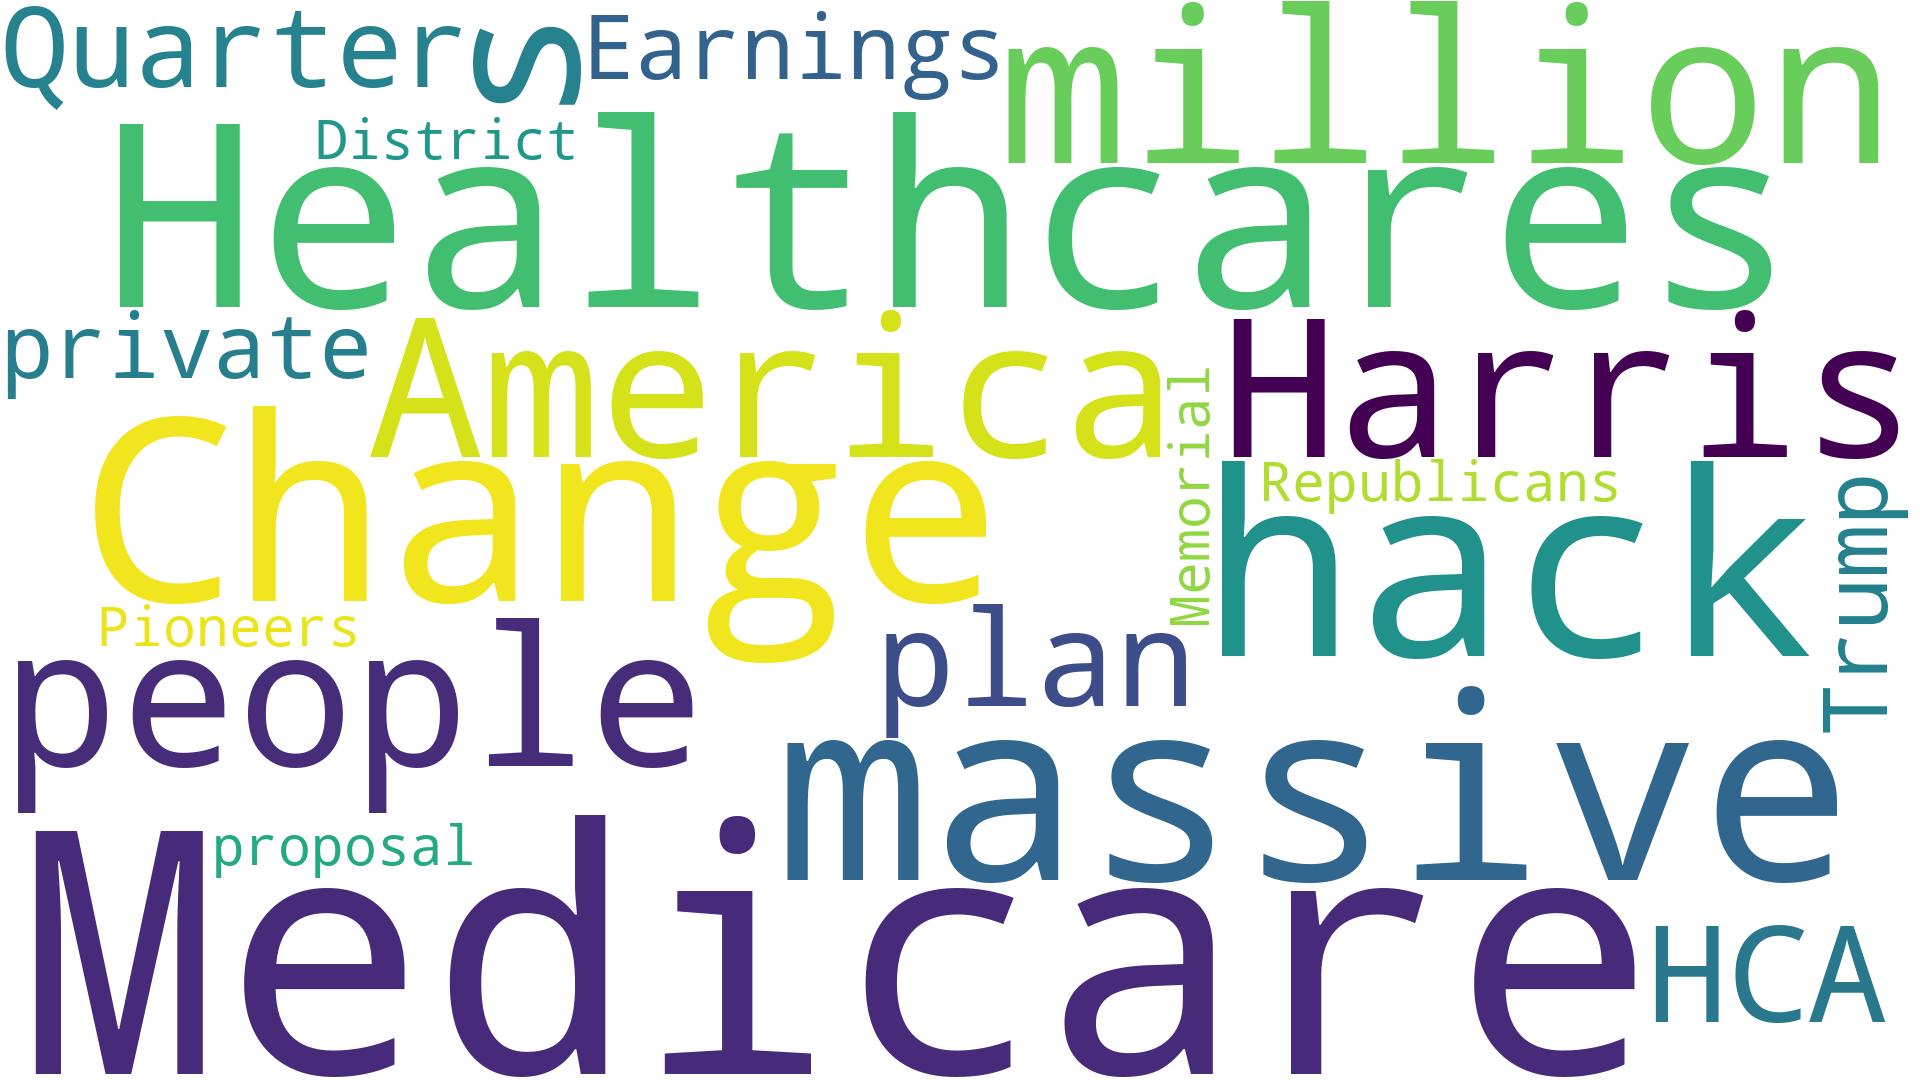 Quarter
S
Earnings
million
District
Healthcares
private
America
Harris
Memorial
Change
Republicans
hack
Trump
Pioneers
people
plan
massive
proposal
Medicare
HCA